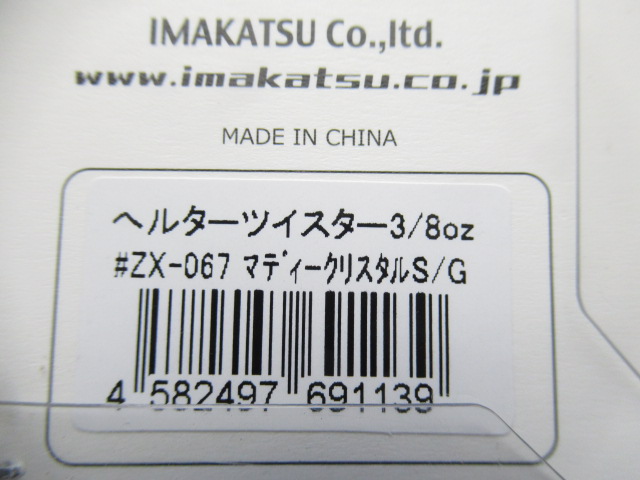 IMAKATSU Co.,ltd.
www.imakatsu.co.jp
MADE IN CHINA
ヘルターツイスター3/8oz
#ZX-067 ﾏﾃﾞｨｰｸﾘｽﾀﾙS/G
4 582497 691139